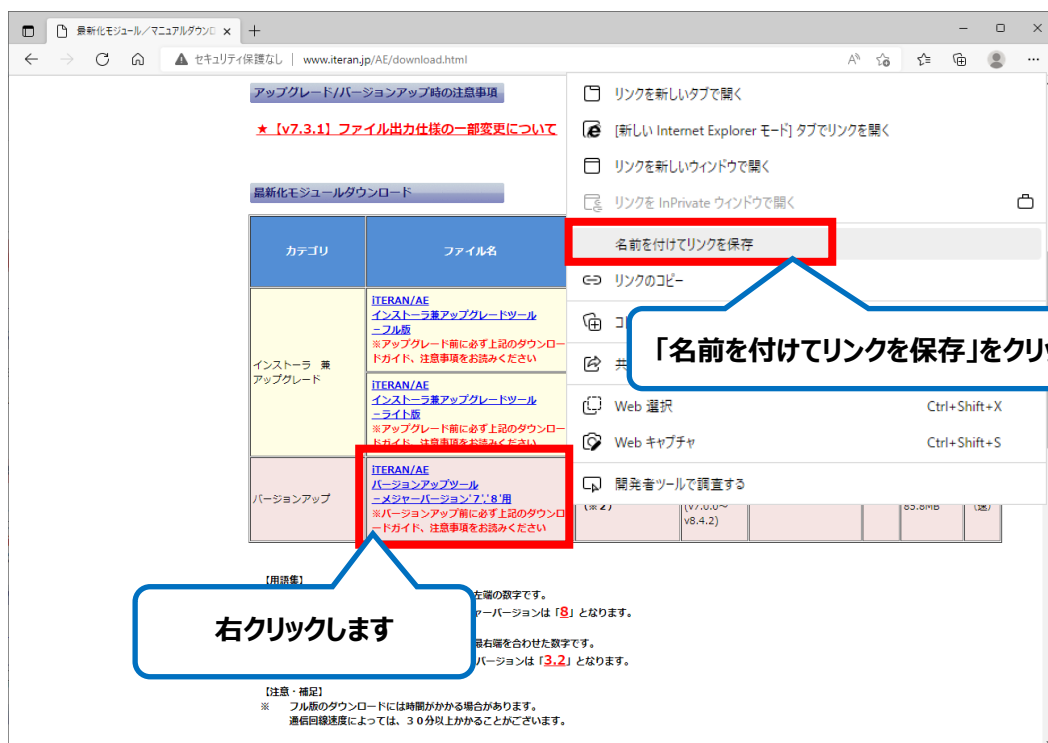 最新化モジュール／マニュアルダウンロ
セキュリティ保護なし | www.iteran.jp/AE/download.html
アップグレード/バージョンアップ時の注意事項
★【v7.3.1】ファイル出力仕様の一部変更について
最新化モジュールダウンロード
カテゴリ
ファイル名
インストーラ 兼
アップグレード
iTERAN/AE
インストーラ兼アップグレードツール
－フル版
※アップグレード前に必ず上記のダウンロー
ドガイド、注意事項をお読みください
iTERAN/AE
インストーラ兼アップグレードツール
－ライト版
※アップグレード前に必ず上記のダウンロー
ドガイド、注意事項をお読みください
バージョンアップ
iTERAN/AE
バージョンアップツール
－メジャーバージョン'7','8'用
※バージョンアップ前に必ず上記のダウンロ
ードガイド、注意事項をお読みください
(※2)
(v7.0.0～
v8.4.2)
85.8MB
(速)
リンクを新しいタブで開く
[新しい Internet Explorer モード] タブでリンクを開く
リンクを新しいウィンドウで開く
リンクを InPrivate ウィンドウで開く
名前を付けてリンクを保存
リンクのコピー
コ
共
Web 選択 Ctrl+Shift+X
Web キャプチャ Ctrl+Shift+S
開発者ツールで調査する
「名前を付けてリンクを保存」をクリッ
右クリックします
【用語集】
左端の数字です。
ャーバージョンは「8」となります。
最右端を合わせた数字です。
バージョンは「3.2」となります。
【注意・補足】
※ フル版のダウンロードには時間がかかる場合があります。
通信回線速度によっては、３０分以上かかることがございます。